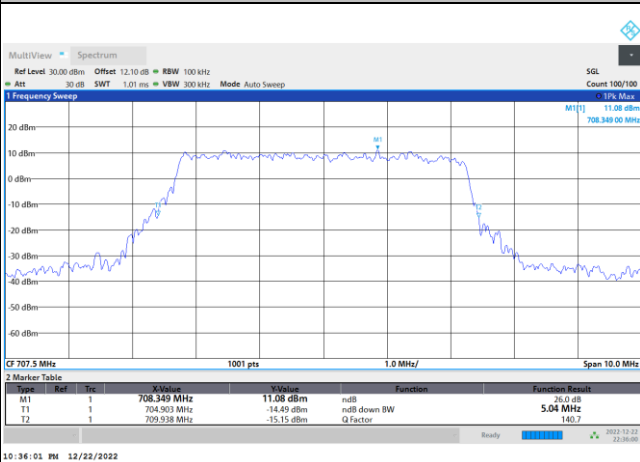 MultiView Spectrum
Ref Level 30.00 dBm Offset 12.10 dB RBW 100 kHz SGL
Att 30 dB SWT 1.01 ms VBW 300 kHz Mode Auto Sweep Count 100/100
1 Frequency Sweep 1Pk Max
M1[1] 11.08 dBm
708.349 00 MHz
20 dBm
M1
10 dBm
0 dBm
-10 dBm
T1
T2
-20 dBm
-30 dBm
-40 dBm
-50 dBm
-60 dBm
CF 707.5 MHz 1001 pts 1.0 MHz/ Span 10.0 MHz
2 Marker Table
Type Ref Trc X-Value Y-Value Function Function Result
M1 1 708.349 MHz 11.08 dBm ndB 26.0 dB
T1 1 704.903 MHz -14.49 dBm ndB down BW 5.04 MHz
T2 1 709.938 MHz -15.15 dBm Q Factor 140.7
Ready 2022-12-22
22:36:00
10:36:01 PM 12/22/2022